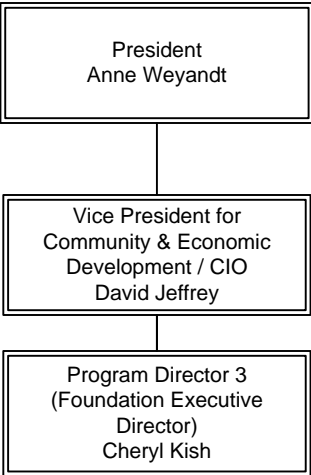 President
Anne Weyandt
Vice President for
Community & Economic
Development / CIO
David Jeffrey
Program Director 3
(Foundation Executive
Director)
Cheryl Kish